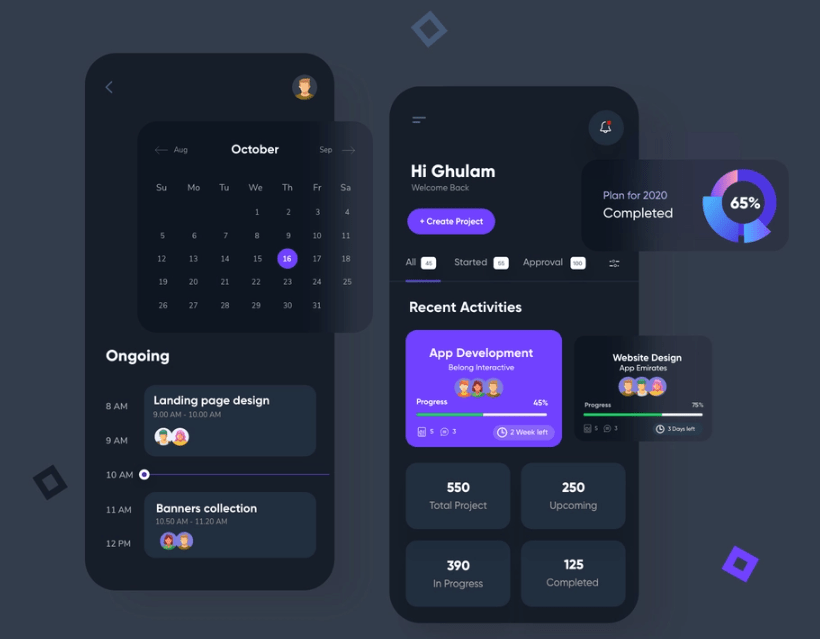 Aug October Sep
Su Mo Tu We Th Fr Sa
1 2 3 4
5 6 7 8 9 10 11
12 13 14 15 16 17 18
19 20 21 22 23 24 25
26 27 28 29 30 31
Ongoing
8 AM
Landing page design
9.00 AM - 10.00 AM
9 AM
10 AM
11 AM
Banners collection
10.50 AM - 11.20 AM
12 PM
Hi Ghulam
Welcome Back
+ Create Project
Plan for 2020
Completed
65%
All 45 Started 55 Approval 100
Recent Activities
App Development
Belong Interactive
Progress 45%
5 3 2 Week left
Website Design
App Emirates
Progress 75%
5 3 3 Days left
550
Total Project
250
Upcoming
390
In Progress
125
Completed